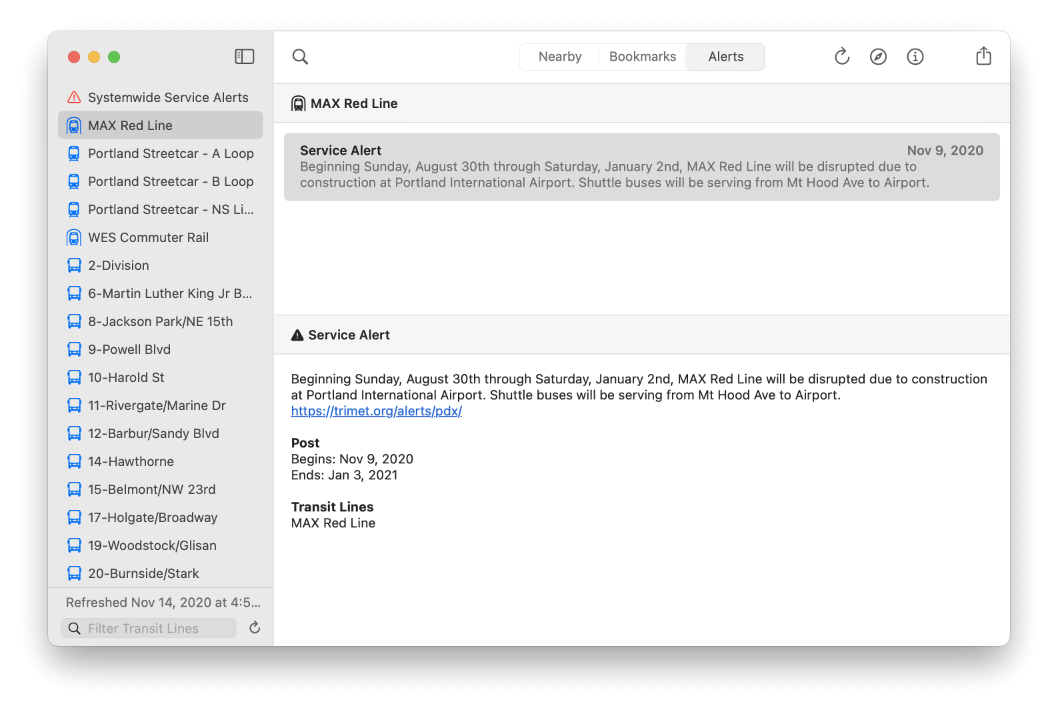 Nearby
Bookmarks
Alerts
Systemwide Service Alerts
MAX Red Line
Portland Streetcar - A Loop
Portland Streetcar - B Loop
Portland Streetcar - NS Li...
WES Commuter Rail
2-Division
6-Martin Luther King Jr B...
8-Jackson Park/NE 15th
9-Powell Blvd
10-Harold St
11-Rivergate/Marine Dr
12-Barbur/Sandy Blvd
14-Hawthorne
15-Belmont/NW 23rd
17-Holgate/Broadway
19-Woodstock/Glisan
20-Burnside/Stark
Refreshed Nov 14, 2020 at 4:5...
Filter Transit Lines
MAX Red Line
Service Alert
Nov 9, 2020
Beginning Sunday, August 30th through Saturday, January 2nd, MAX Red Line will be disrupted due to
construction at Portland International Airport. Shuttle buses will be serving from Mt Hood Ave to Airport.
Service Alert
Beginning Sunday, August 30th through Saturday, January 2nd, MAX Red Line will be disrupted due to construction
at Portland International Airport. Shuttle buses will be serving from Mt Hood Ave to Airport.
https://trimet.org/alerts/pdx/
Post
Begins: Nov 9, 2020
Ends: Jan 3, 2021
Transit Lines
MAX Red Line